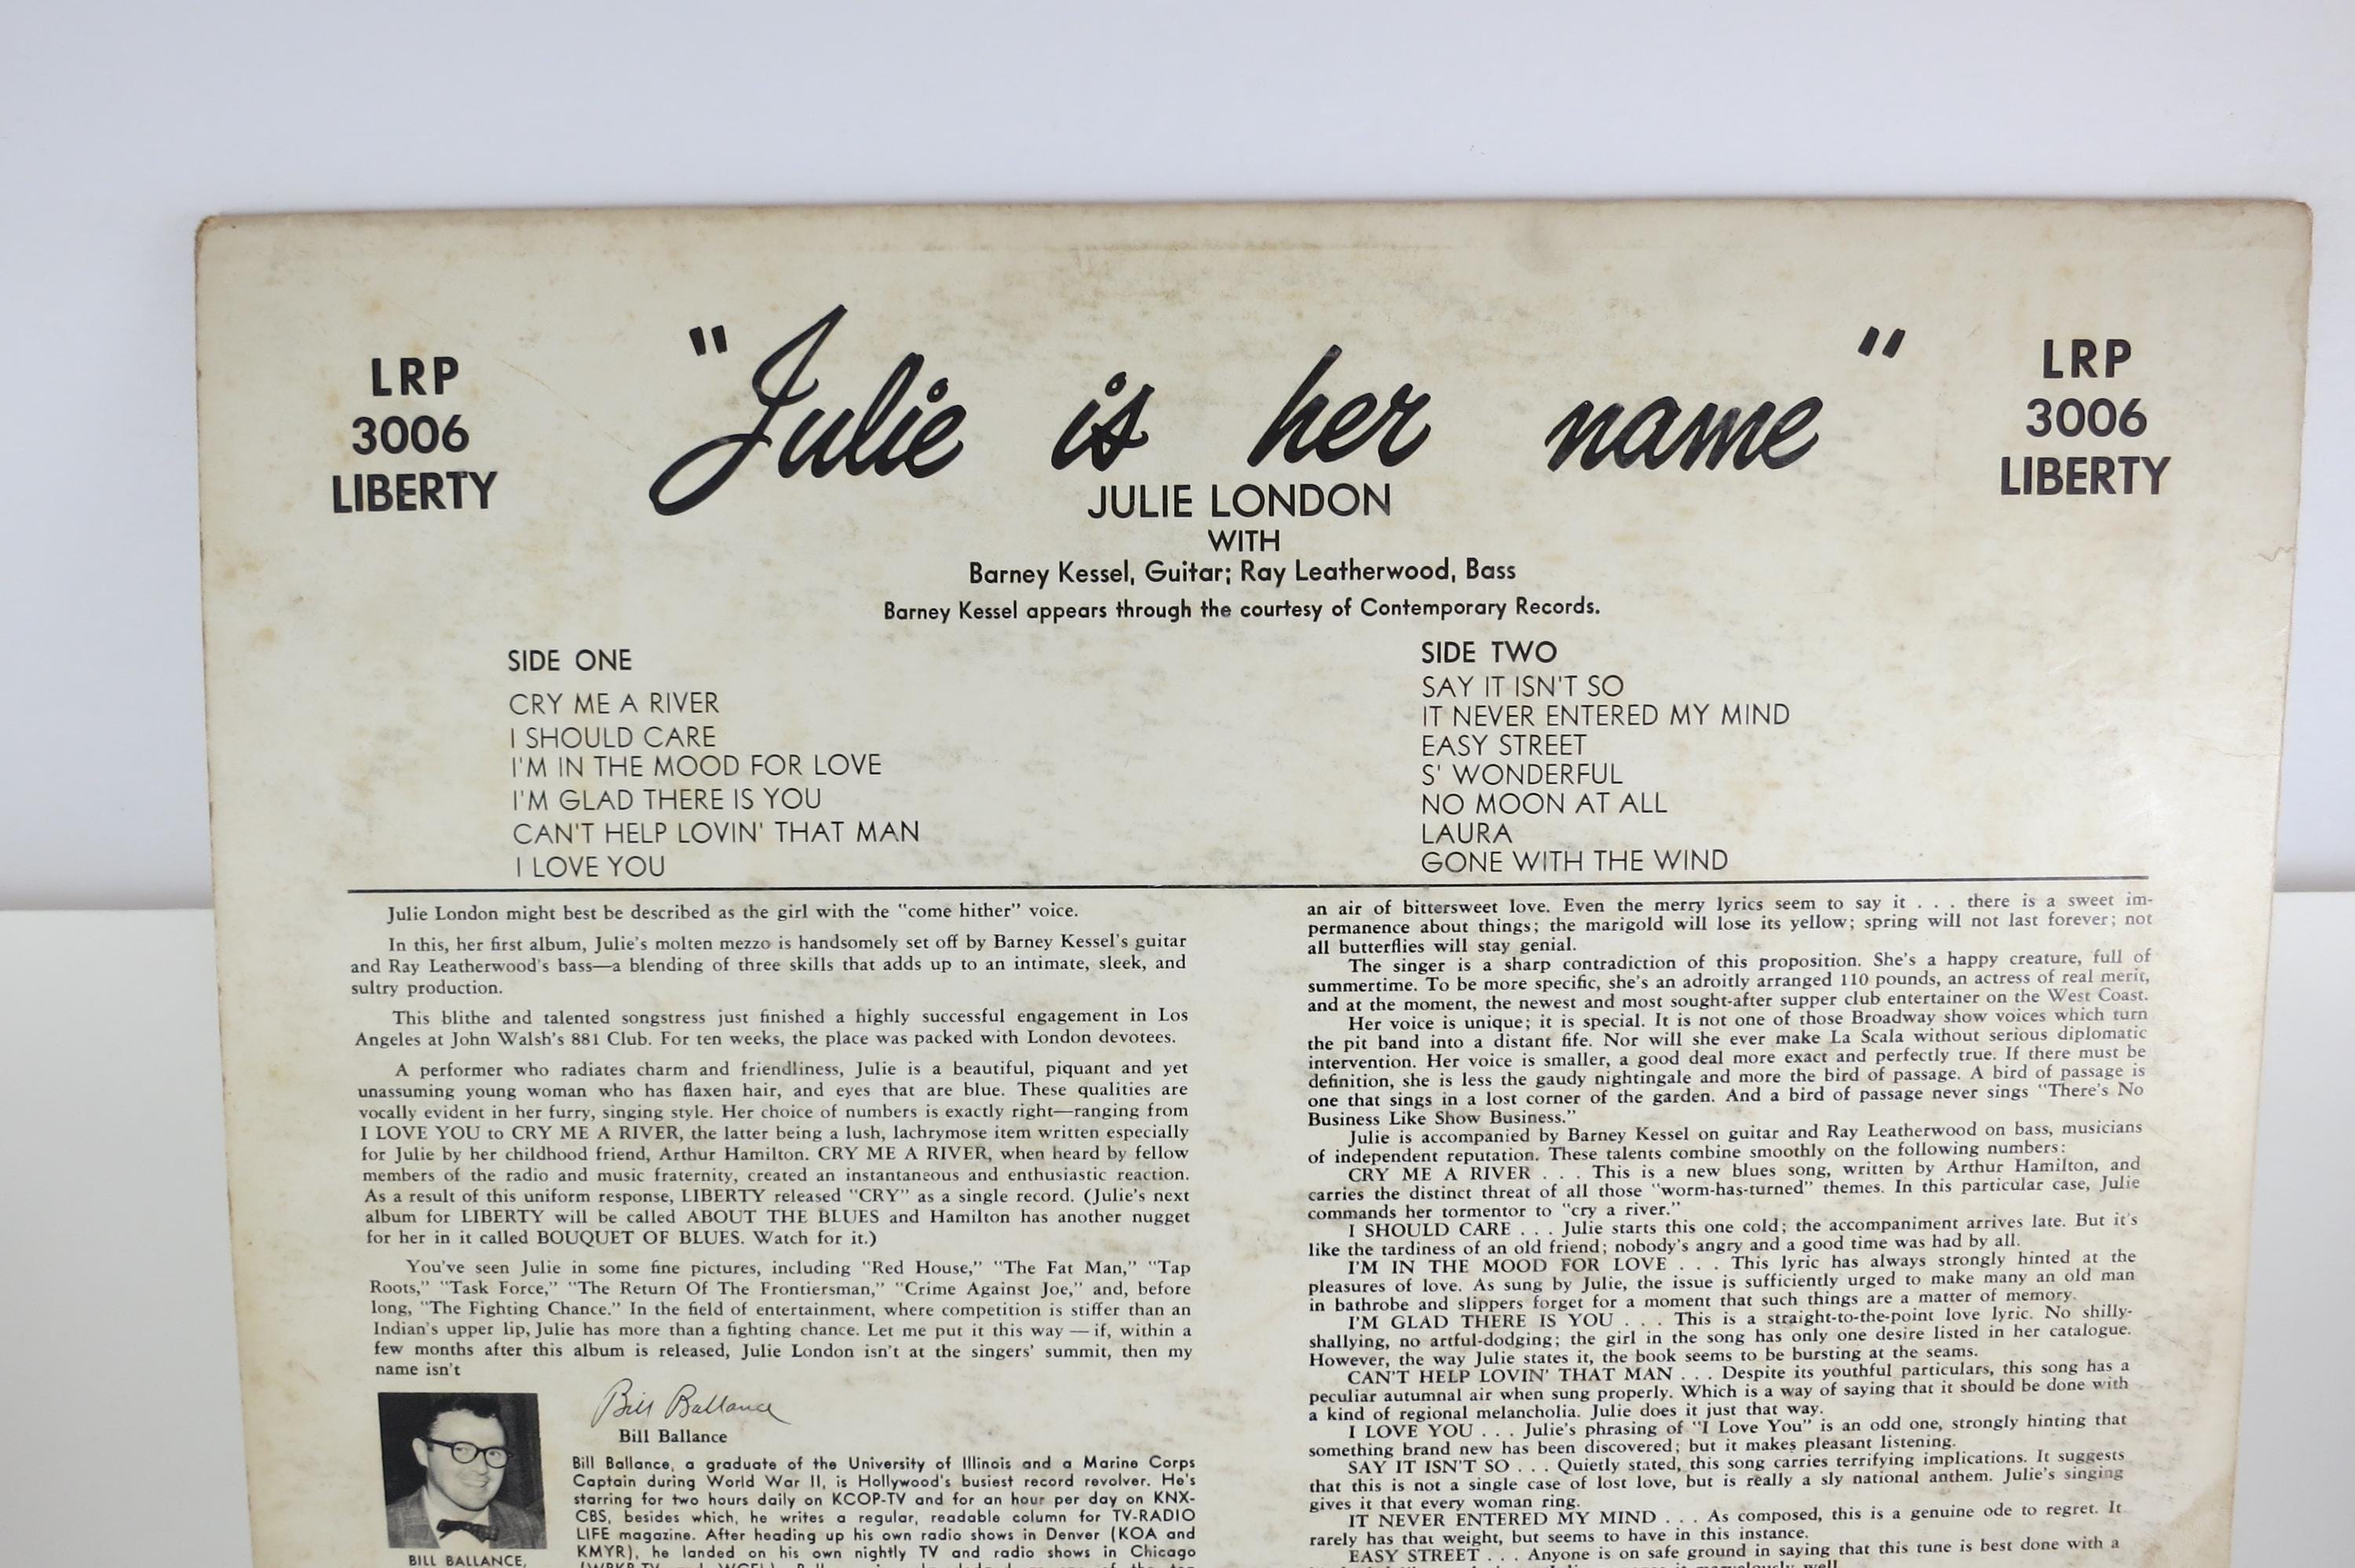 LRP
3006
LIBERTY
"Julie is her name"
LRP
3006
LIBERTY
JULIE LONDON
WITH
Barney Kessel, Guitar; Ray Leatherwood, Bass
Barney Kessel appears through the courtesy of Contemporary Records.
SIDE ONE
CRY ME A RIVER
I SHOULD CARE
I'M IN THE MOOD FOR LOVE
I'M GLAD THERE IS YOU
CAN'T HELP LOVIN' THAT MAN
I LOVE YOU
SIDE TWO
SAY IT ISN'T SO
IT NEVER ENTERED MY MIND
EASY STREET
S' WONDERFUL
NO MOON AT ALL
LAURA
GONE WITH THE WIND
Julie London might best be described as the girl with the "come hither" voice.
In this, her first album, Julie's molten mezzo is handsomely set off by Barney Kessel's guitar
and Ray Leatherwood's bass—a blending of three skills that adds up to an intimate, sleek, and
sultry production.
This blithe and talented songstress just finished a highly successful engagement in Los
Angeles at John Walsh's 881 Club. For ten weeks, the place was packed with London devotees.
A performer who radiates charm and friendliness, Julie is a beautiful, piquant and yet
unassuming young woman who has flaxen hair, and eyes that are blue. These qualities are
vocally evident in her furry, singing style. Her choice of numbers is exactly right—ranging from
I LOVE YOU to CRY ME A RIVER, the latter being a lush, lachrymose item written especially
for Julie by her childhood friend, Arthur Hamilton. CRY ME A RIVER, when heard by fellow
members of the radio and music fraternity, created an instantaneous and enthusiastic reaction.
As a result of this uniform response, LIBERTY released "CRY" as a single record. (Julie's next
album for LIBERTY will be called ABOUT THE BLUES and Hamilton has another nugget
for her in it called BOUQUET OF BLUES. Watch for it.)
You've seen Julie in some fine pictures, including "Red House," "The Fat Man," "Tap
Roots," "Task Force," "The Return Of The Frontiersman," "Crime Against Joe," and, before
long, "The Fighting Chance." In the field of entertainment, where competition is stiffer than an
Indian's upper lip, Julie has more than a fighting chance. Let me put it this way — if, within a
few months after this album is released, Julie London isn't at the singers' summit, then my
name isn't
Bill Ballance
Bill Ballance
BILL BALLANCE,
Bill Ballance, a graduate of the University of Illinois and a Marine Corps
Captain during World War II, is Hollywood's busiest record revolver. He's
starring for two hours daily on KCOP-TV and for an hour per day on KNX-
CBS, besides which, he writes a regular, readable column for TV-RADIO
LIFE magazine. After heading up his own radio shows in Denver (KOA and
KMYR), he landed on his own nightly TV and radio shows in Chicago
an air of bittersweet love. Even the merry lyrics seem to say it . . . there is a sweet im-
permanence about things; the marigold will lose its yellow; spring will not last forever; not
all butterflies will stay genial.
The singer is a sharp contradiction of this proposition. She's a happy creature, full of
summertime. To be more specific, she's an adroitly arranged 110 pounds, an actress of real merit,
and at the moment, the newest and most sought-after supper club entertainer on the West Coast.
Her voice is unique; it is special. It is not one of those Broadway show voices which turn
the pit band into a distant fife. Nor will she ever make La Scala without serious diplomatic
intervention. Her voice is smaller, a good deal more exact and perfectly true. If there must be
definition, she is less the gaudy nightingale and more the bird of passage. A bird of passage is
one that sings in a lost corner of the garden. And a bird of passage never sings "There's No
Business Like Show Business."
Julie is accompanied by Barney Kessel on guitar and Ray Leatherwood on bass, musicians
of independent reputation. These talents combine smoothly on the following numbers:
CRY ME A RIVER . . . This is a new blues song, written by Arthur Hamilton, and
carries the distinct threat of all those "worm-has-turned" themes. In this particular case, Julie
commands her tormentor to "cry a river."
I SHOULD CARE . . . Julie starts this one cold; the accompaniment arrives late. But it's
like the tardiness of an old friend; nobody's angry and a good time was had by all.
I'M IN THE MOOD FOR LOVE . . . This lyric has always strongly hinted at the
pleasures of love. As sung by Julie, the issue is sufficiently urged to make many an old man
in bathrobe and slippers forget for a moment that such things are a matter of memory.
I'M GLAD THERE IS YOU . . . This is a straight-to-the-point love lyric. No shilly-
shallying, no artful-dodging; the girl in the song has only one desire listed in her catalogue.
However, the way Julie states it, the book seems to be bursting at the seams.
CAN'T HELP LOVIN' THAT MAN . . . Despite its youthful particulars, this song has a
peculiar autumnal air when sung properly. Which is a way of saying that it should be done with
a kind of regional melancholia. Julie does it just that way.
I LOVE YOU . . . Julie's phrasing of "I Love You" is an odd one, strongly hinting that
something brand new has been discovered; but it makes pleasant listening.
SAY IT ISN'T SO . . . Quietly stated, this song carries terrifying implications. It suggests
that this is not a single case of lost love, but is really a sly national anthem. Julie's singing
gives it that every woman ring.
IT NEVER ENTERED MY MIND . . . As composed, this is a genuine ode to regret. It
rarely has that weight, but seems to have in this instance.
EASY STREET . . . Anyone is on safe ground in saying that this tune is best done with a